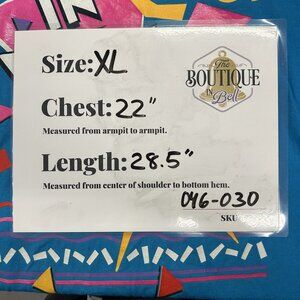 Size: XL
The
BOUTIQUE
IN
Bell
Chest: 22"
Measured from armpit to armpit.
Length: 28.5"
Measured from center of shoulder to bottom hem.
046-030
SKU
IN